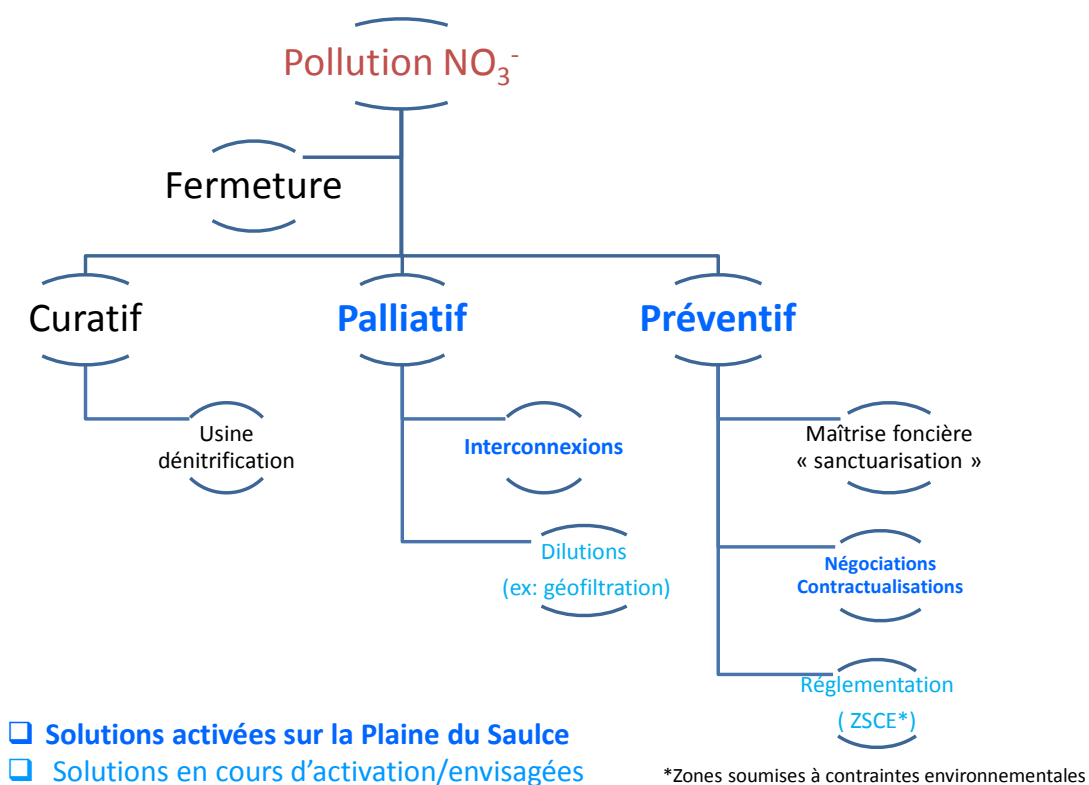 Pollution NO₃⁻
Fermeture
Curatif
Palliatif
Préventif
Usine
dénitrification
Interconnexions
Dilutions
(ex: géofiltration)
Maîtrise foncière
« sanctuarisation »
Négociations
Contractualisations
Réglementation
( ZSCE*)
❑ Solutions activées sur la Plaine du Saulce
❑ Solutions en cours d’activation/envisagées
*Zones soumises à contraintes environnementales